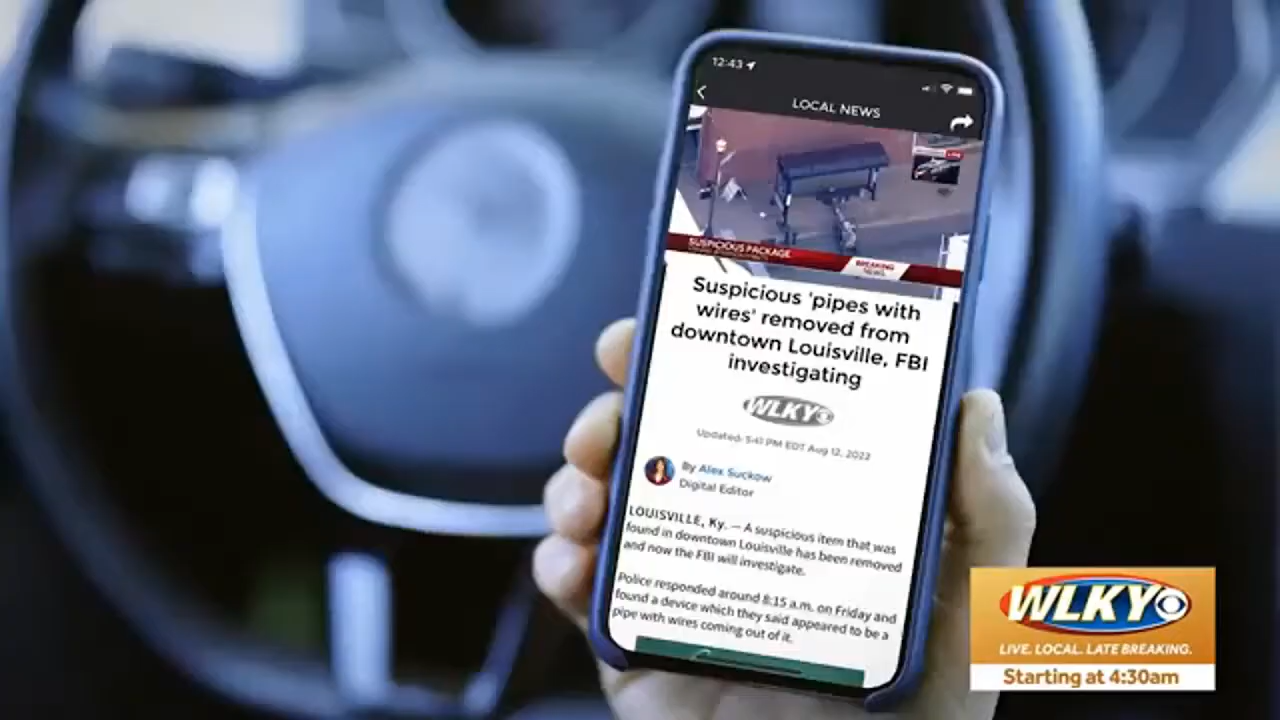 12:43
LOCAL NEWS
SUSPICIOUS PACKAGE
BREAKING
NEWS
Suspicious 'pipes with
wires' removed from
downtown Louisville, FBI
investigating
WLKY
Updated: 5:41 PM EDT Aug 12, 2022
By Alex Suckow
Digital Editor
LOUISVILLE, Ky. — A suspicious item that was
found in downtown Louisville has been removed
and now the FBI will investigate.
Police responded around 8:15 a.m. on Friday and
found a device which they said appeared to be a
pipe with wires coming out of it.
WLKY
LIVE. LOCAL. LATE BREAKING.
Starting at 4:30am